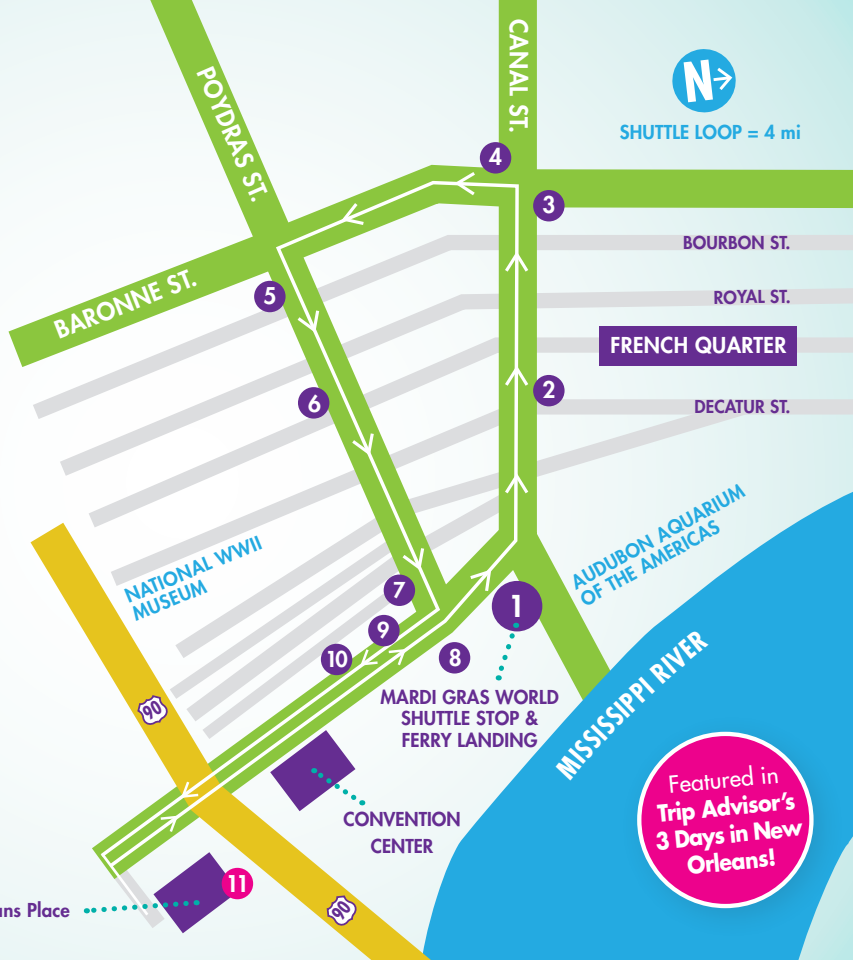 CANAL ST.
POYDRAS ST.
N
SHUTTLE LOOP = 4 mi
4
3
BOURBON ST.
BARONNE ST.
5
ROYAL ST.
FRENCH QUARTER
6
2
DECATUR ST.
NATIONAL WWII
MUSEUM
AUDUBON AQUARIUM
OF THE AMERICAS
7
1
9
10
8
MARDI GRAS WORLD
SHUTTLE STOP &
FERRY LANDING
MISSISSIPPI RIVER
90
CONVENTION
CENTER
Featured in
Trip Advisor's
3 Days in New
Orleans!
11
ans Place
90